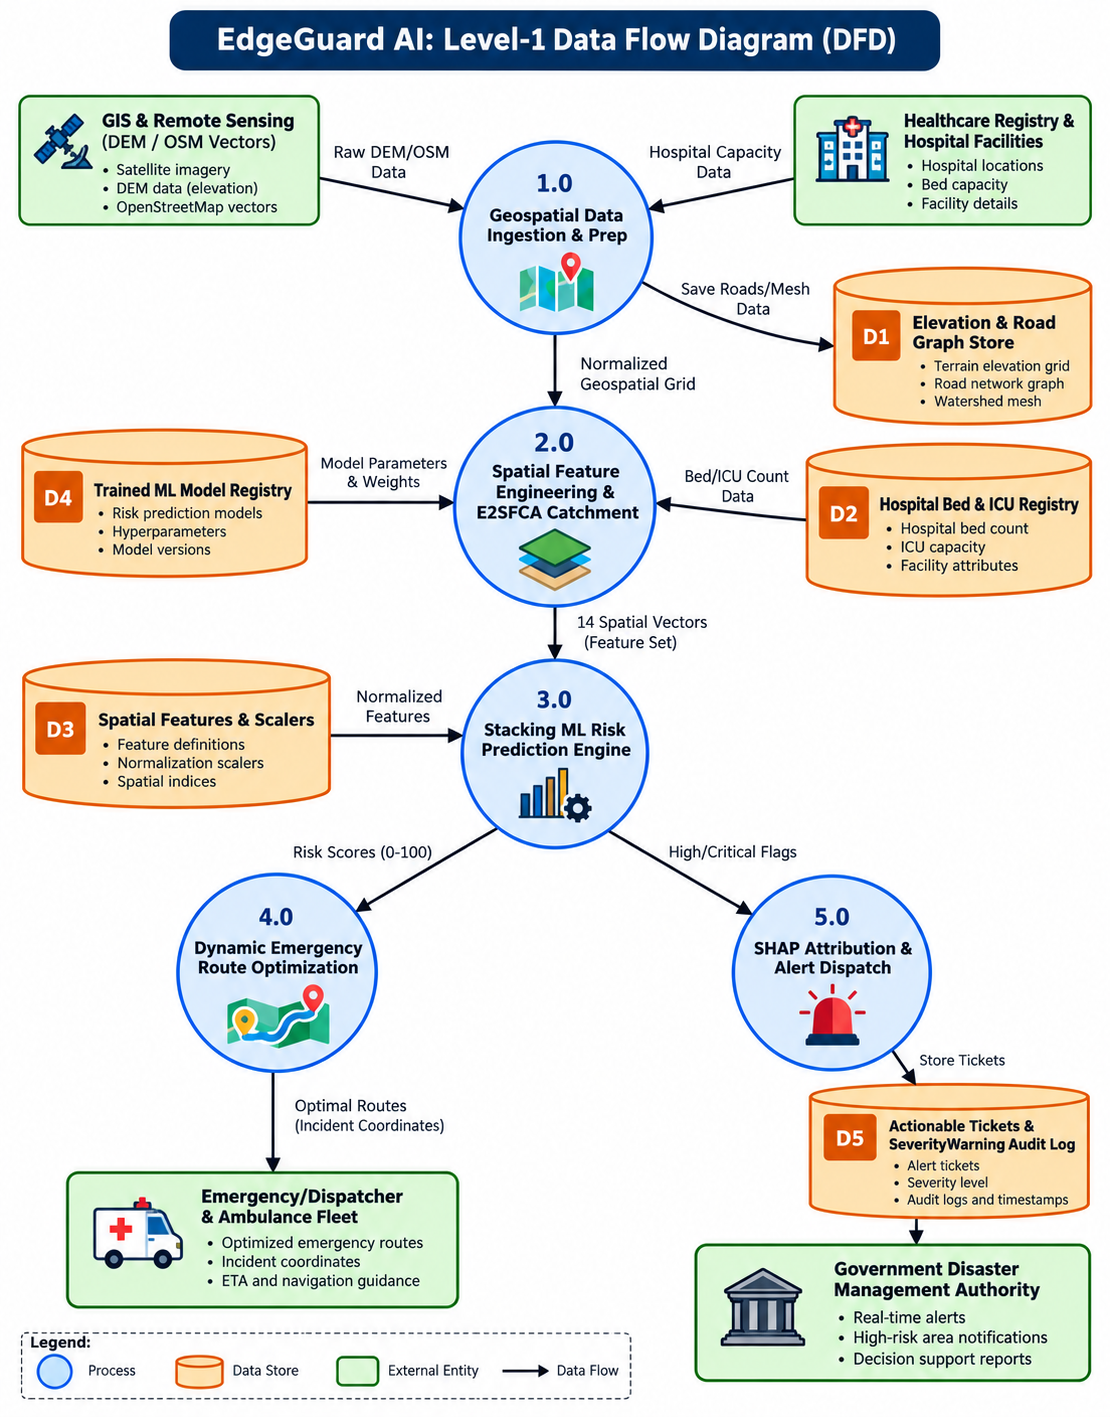 EdgeGuard AI: Level-1 Data Flow Diagram (DFD)
GIS & Remote Sensing
(DEM / OSM Vectors)
• Satellite imagery
• DEM data (elevation)
• OpenStreetMap vectors
Raw DEM/OSM
Data
1.0
Geospatial Data
Ingestion & Prep
Hospital Capacity
Data
Healthcare Registry &
Hospital Facilities
• Hospital locations
• Bed capacity
• Facility details
Save Roads/Mesh
Data
D1
Elevation & Road
Graph Store
• Terrain elevation grid
• Road network graph
• Watershed mesh
Normalized
Geospatial Grid
D4
Trained ML Model Registry
• Risk prediction models
• Hyperparameters
• Model versions
Model Parameters
& Weights
2.0
Spatial Feature
Engineering &
E2SFCA Catchment
Bed/ICU Count
Data
D2
Hospital Bed & ICU Registry
• Hospital bed count
• ICU capacity
• Facility attributes
14 Spatial Vectors
(Feature Set)
D3
Spatial Features & Scalers
• Feature definitions
• Normalization scalers
• Spatial indices
Normalized
Features
3.0
Stacking ML Risk
Prediction Engine
Risk Scores (0-100)
High/Critical Flags
4.0
Dynamic Emergency
Route Optimization
5.0
SHAP Attribution &
Alert Dispatch
Store Tickets
Optimal Routes
(Incident Coordinates)
D5
Actionable Tickets &
SeverityWarning Audit Log
• Alert tickets
• Severity level
• Audit logs and timestamps
Emergency/Dispatcher
& Ambulance Fleet
• Optimized emergency routes
• Incident coordinates
• ETA and navigation guidance
Government Disaster
Management Authority
• Real-time alerts
• High-risk area notifications
• Decision support reports
Legend:
Process
Data Store
External Entity
Data Flow